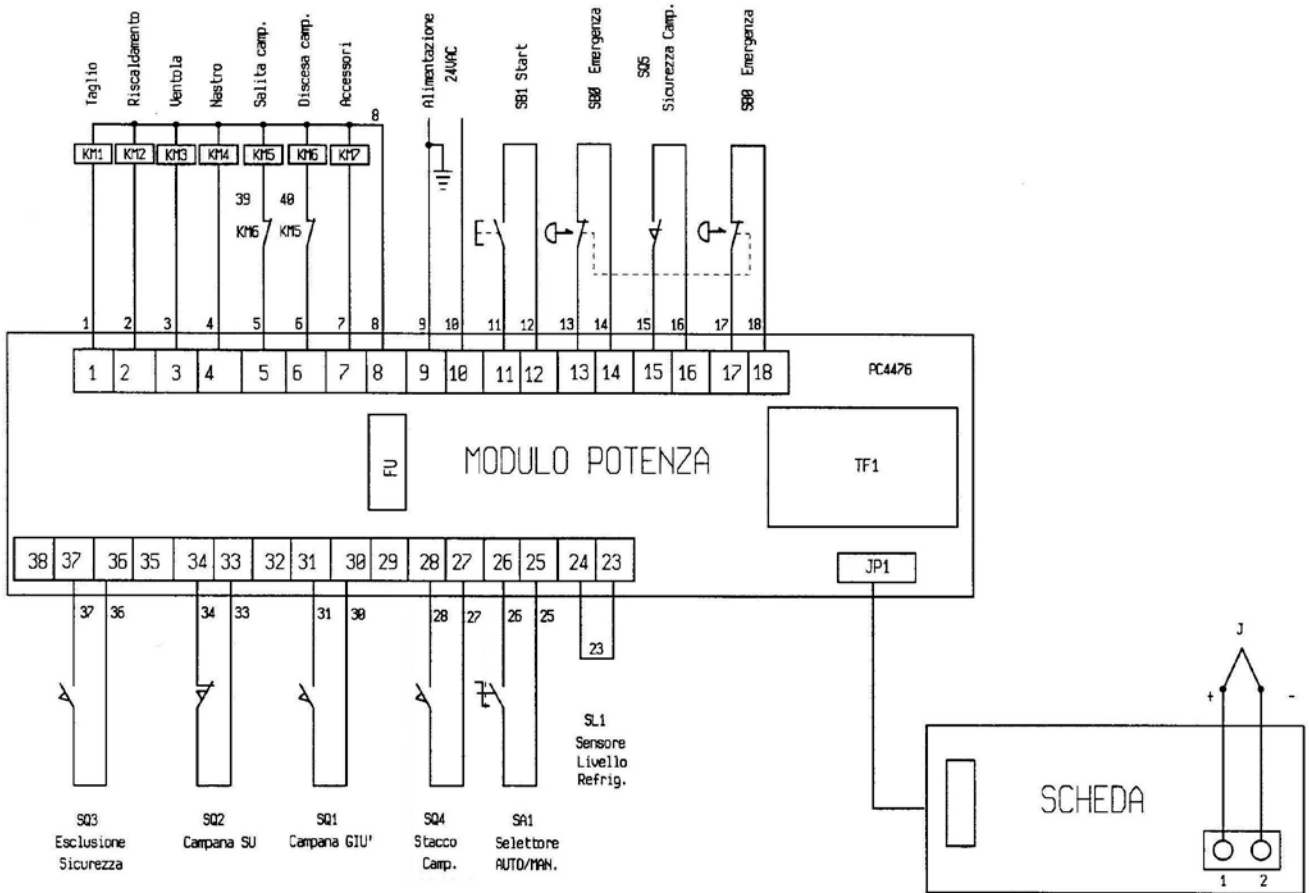 Taglio
Riscaldamento
Ventola
Nastro
Salita camp.
Discesa camp.
Accessori
Alimentazione
24VAC
SB1 Start
SB0 Emergenza
SQ5
Sicurezza Camp.
SB0 Emergenza
8
KM1 KM2 KM3 KM4 KM5 KM6 KM7
39 40
KM6 KM5
1 2 3 4 5 6 7 8 9 10 11 12 13 14 15 16 17 18
1 2 3 4 5 6 7 8 9 10 11 12 13 14 15 16 17 18
PC4476
FU
MODULO POTENZA
TF1
38 37 36 35 34 33 32 31 30 29 28 27 26 25 24 23
JP1
37 36 34 33 31 30 28 27 26 25
23
J
+ -
SL1
Sensore
Livello
Refrig.
SCHEDA
SQ3
Esclusione
Sicurezza
SQ2
Campana SU
SQ1
Campana GIU'
SQ4
Stacco
Camp.
SA1
Selettore
AUTO/MAN.
1 2